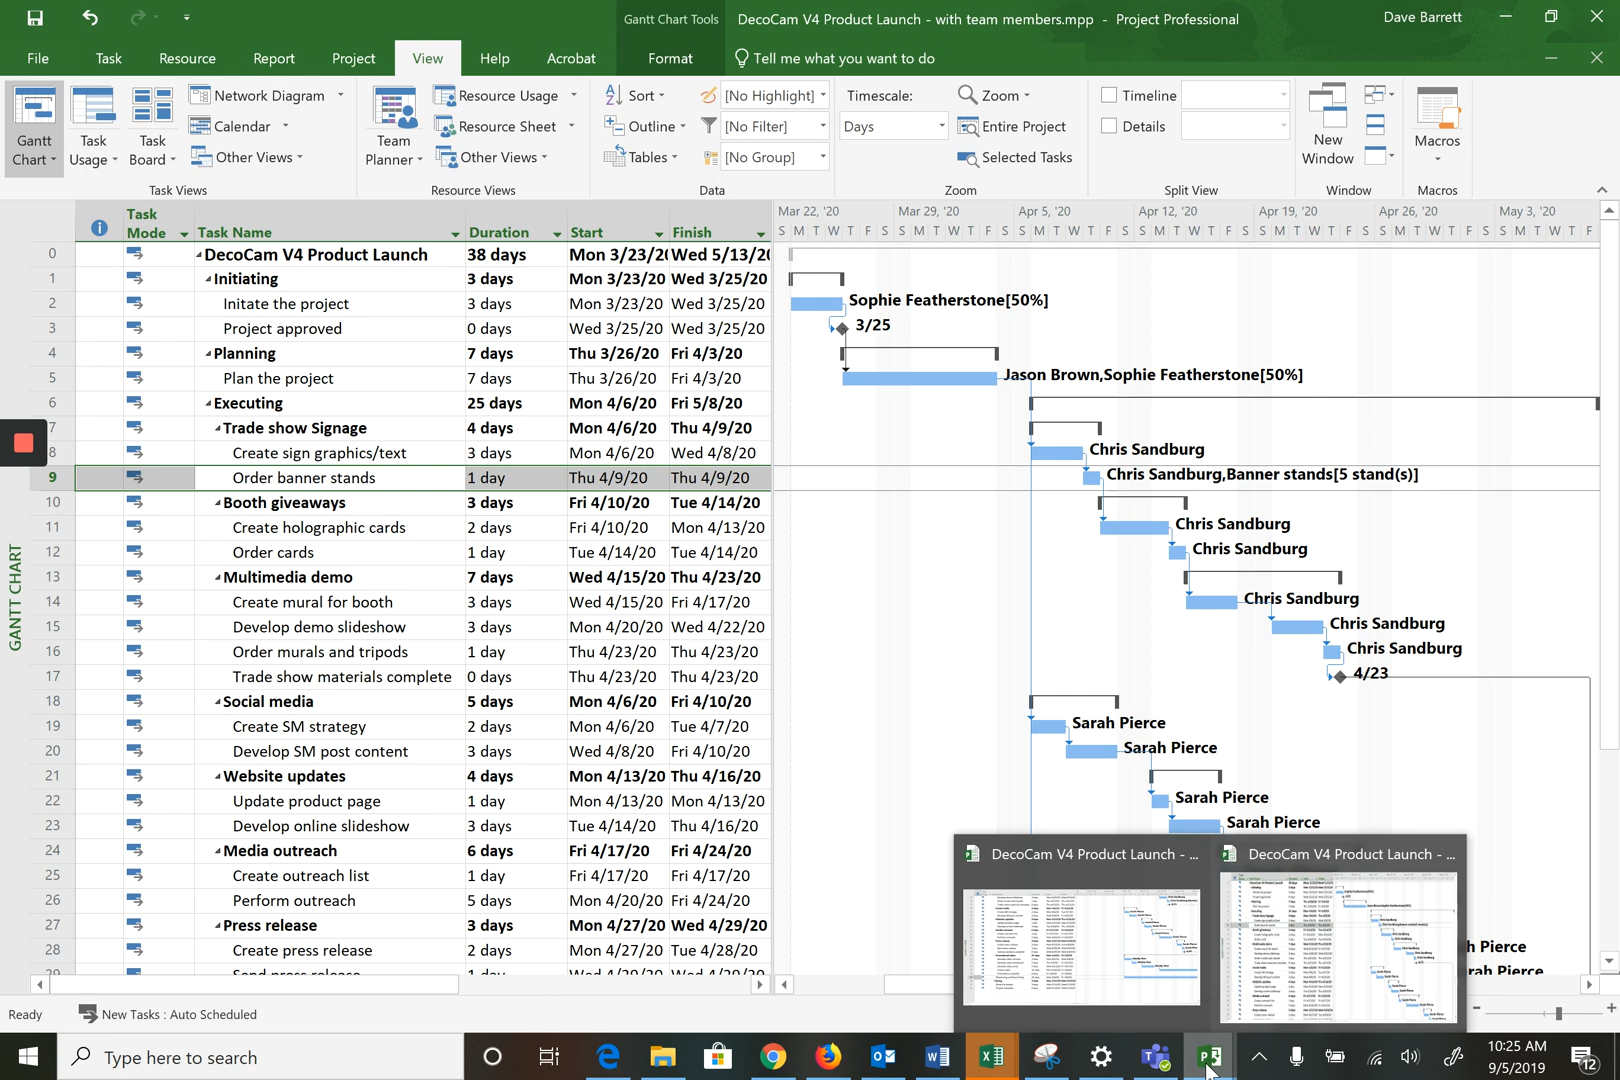 Gantt Chart Tools
DecoCam V4 Product Launch - with team members.mpp - Project Professional
Dave Barrett
File Task Resource Report Project View Help Acrobat Format Tell me what you want to do
Gantt Chart
Task Usage
Task Board
Network Diagram
Calendar
Other Views
Task Views
Team Planner
Resource Usage
Resource Sheet
Other Views
Resource Views
Sort
Outline
Tables
[No Highlight]
[No Filter]
[No Group]
Data
Timescale:
Days
Zoom
Entire Project
Selected Tasks
Zoom
Timeline
Details
Split View
New Window
Window
Macros
Macros
Task Mode Task Name Duration Start Finish
Mar 22, '20 Mar 29, '20 Apr 5, '20 Apr 12, '20 Apr 19, '20 Apr 26, '20 May 3, '20
S M T W T F S S M T W T F S S M T W T F S S M T W T F S S M T W T F S S M T W T F S S M T W T F
0 DecoCam V4 Product Launch 38 days Mon 3/23/20 Wed 5/13/20
1 Initiating 3 days Mon 3/23/20 Wed 3/25/20
2 Initate the project 3 days Mon 3/23/20 Wed 3/25/20 Sophie Featherstone[50%]
3 Project approved 0 days Wed 3/25/20 Wed 3/25/20 3/25
4 Planning 7 days Thu 3/26/20 Fri 4/3/20
5 Plan the project 7 days Thu 3/26/20 Fri 4/3/20 Jason Brown,Sophie Featherstone[50%]
6 Executing 25 days Mon 4/6/20 Fri 5/8/20
7 Trade show Signage 4 days Mon 4/6/20 Thu 4/9/20
8 Create sign graphics/text 3 days Mon 4/6/20 Wed 4/8/20 Chris Sandburg
9 Order banner stands 1 day Thu 4/9/20 Thu 4/9/20 Chris Sandburg,Banner stands[5 stand(s)]
10 Booth giveaways 3 days Fri 4/10/20 Tue 4/14/20
11 Create holographic cards 2 days Fri 4/10/20 Mon 4/13/20 Chris Sandburg
12 Order cards 1 day Tue 4/14/20 Tue 4/14/20 Chris Sandburg
13 Multimedia demo 7 days Wed 4/15/20 Thu 4/23/20
14 Create mural for booth 3 days Wed 4/15/20 Fri 4/17/20 Chris Sandburg
15 Develop demo slideshow 3 days Mon 4/20/20 Wed 4/22/20 Chris Sandburg
16 Order murals and tripods 1 day Thu 4/23/20 Thu 4/23/20 Chris Sandburg
17 Trade show materials complete 0 days Thu 4/23/20 Thu 4/23/20 4/23
18 Social media 5 days Mon 4/6/20 Fri 4/10/20
19 Create SM strategy 2 days Mon 4/6/20 Tue 4/7/20 Sarah Pierce
20 Develop SM post content 3 days Wed 4/8/20 Fri 4/10/20 Sarah Pierce
21 Website updates 4 days Mon 4/13/20 Thu 4/16/20
22 Update product page 1 day Mon 4/13/20 Mon 4/13/20 Sarah Pierce
23 Develop online slideshow 3 days Tue 4/14/20 Thu 4/16/20 Sarah Pierce
24 Media outreach 6 days Fri 4/17/20 Fri 4/24/20
25 Create outreach list 1 day Fri 4/17/20 Fri 4/17/20
26 Perform outreach 5 days Mon 4/20/20 Fri 4/24/20
27 Press release 3 days Mon 4/27/20 Wed 4/29/20
28 Create press release 2 days Mon 4/27/20 Tue 4/28/20
29 Send press release 1 day Wed 4/29/20 Wed 4/29/20
h Pierce
rah Pierce
DecoCam V4 Product Launch - ...
DecoCam V4 Product Launch - ...
GANTT CHART
Ready New Tasks : Auto Scheduled
Type here to search
10:25 AM
9/5/2019
12